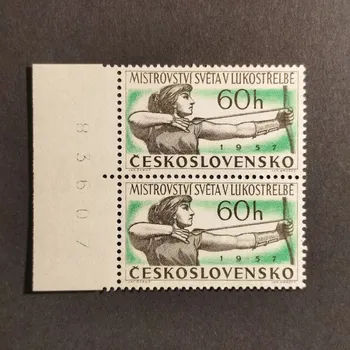 83607
MISTROVSTVÍ SVĚTA V LUKOSTŘELBĚ
60h
1957
ČESKOSLOVENSKO
MISTROVSTVÍ SVĚTA V LUKOSTŘELBĚ
60h
1957
ČESKOSLOVENSKO